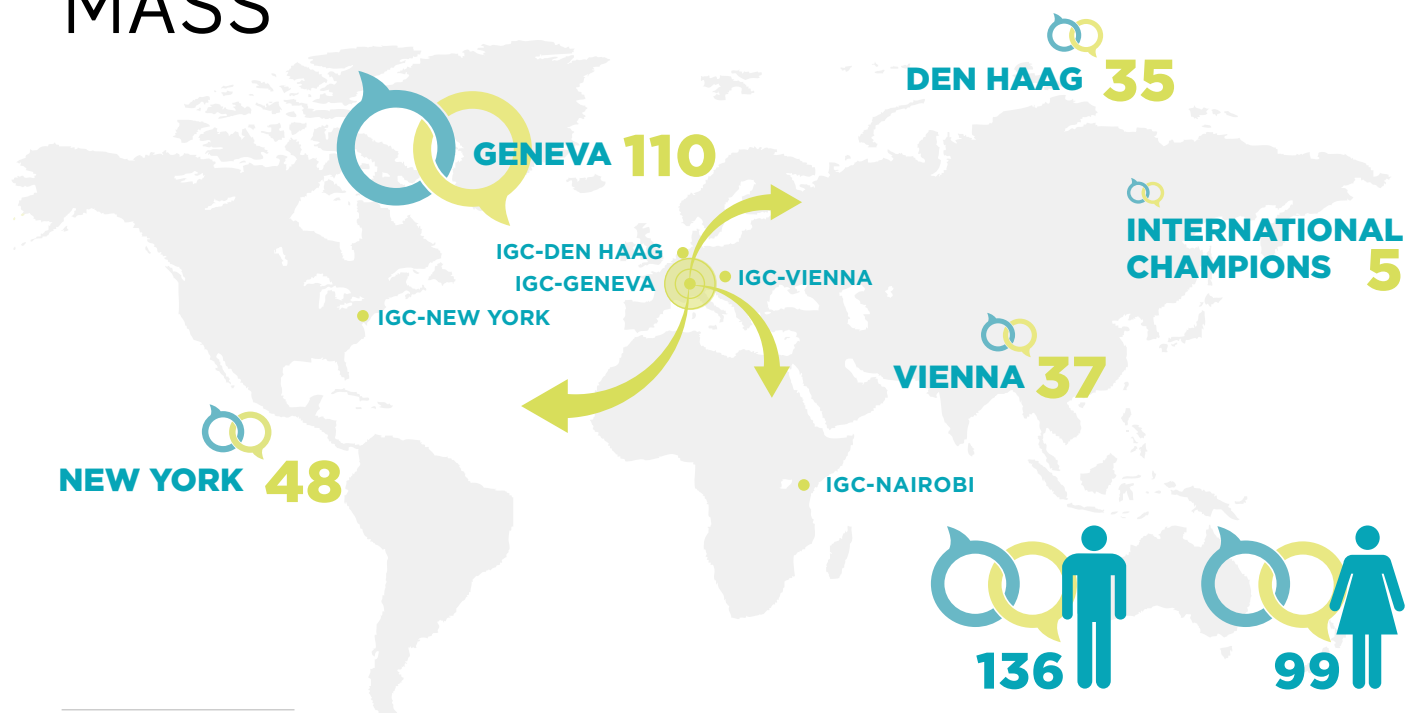 MASS
DEN HAAG 35
GENEVA 110
INTERNATIONAL
CHAMPIONS 5
IGC-DEN HAAG
IGC-GENEVA
IGC-VIENNA
IGC-NEW YORK
VIENNA 37
NEW YORK 48
IGC-NAIROBI
136
99